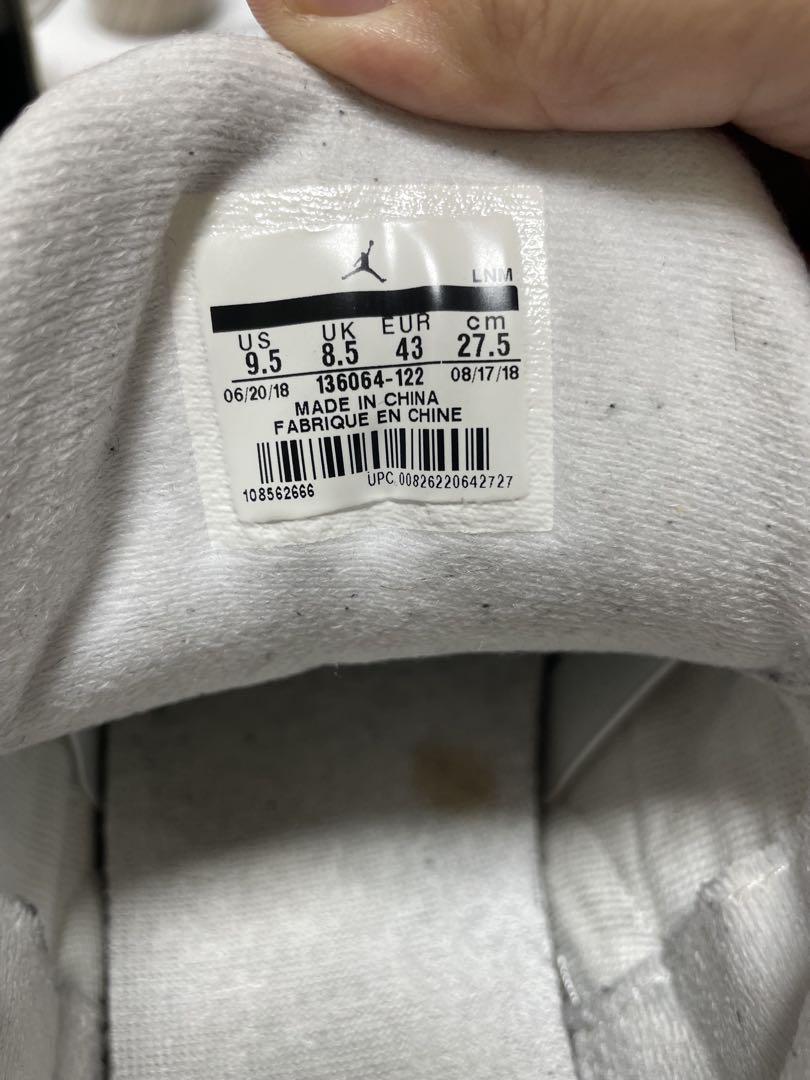 LNM
US UK EUR cm
9.5 8.5 43 27.5
06/20/18 136064-122 08/17/18
MADE IN CHINA
FABRIQUE EN CHINE
108562666 UPC 00826220642727